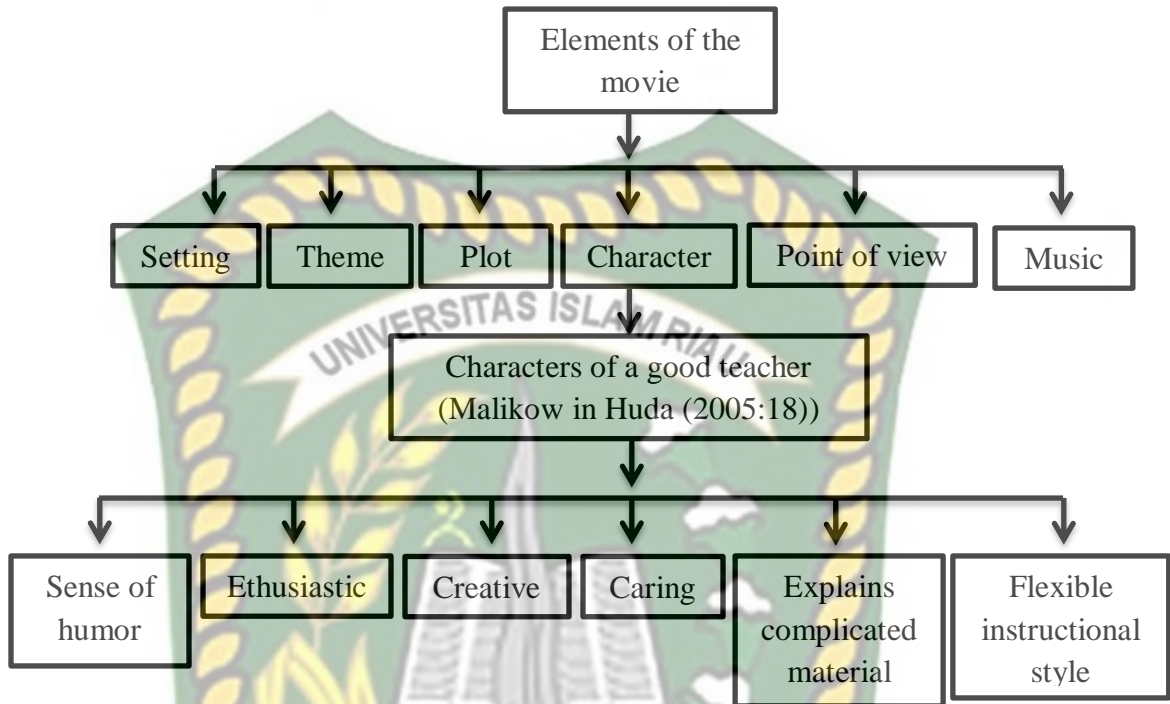 Elements of the
movie
Setting
Theme
Plot
Character
Point of view
Music
UNIVERSITAS ISLAM RIAU
Characters of a good teacher
(Malikow in Huda (2005:18))
Sense of
humor
Ethusiastic
Creative
Caring
Explains
complicated
material
Flexible
instructional
style